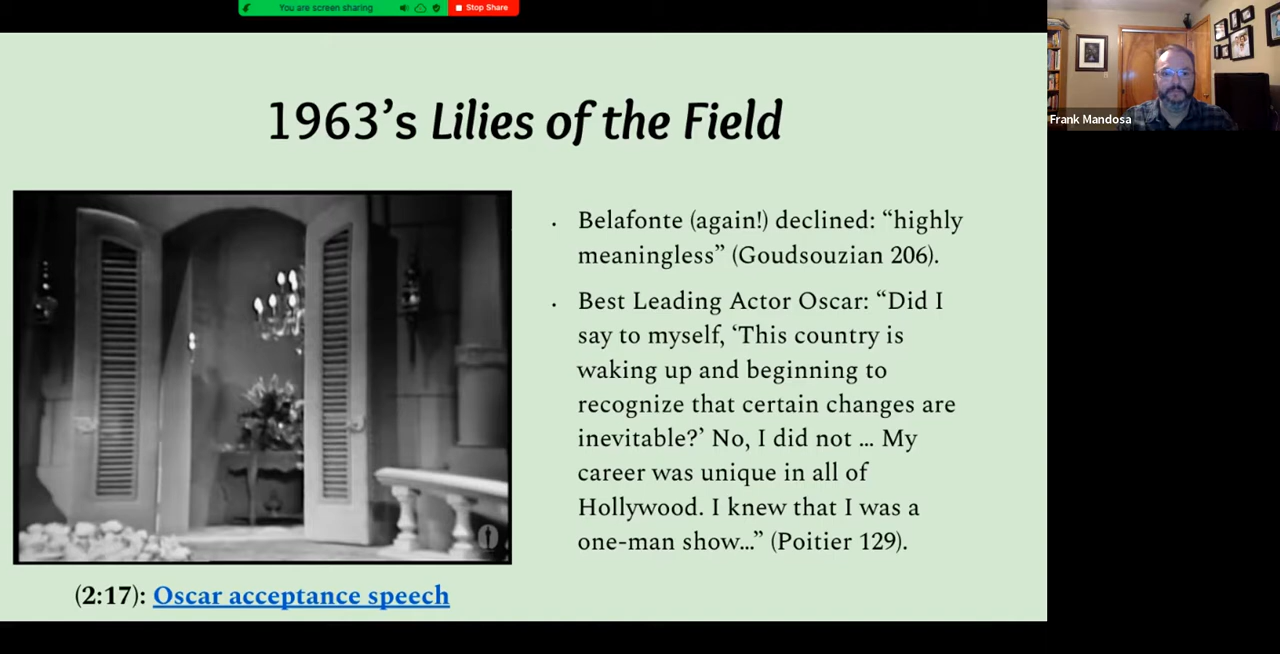 You are screen sharing
Stop Share
Frank Mandosa
1963’s Lilies of the Field
• Belafonte (again!) declined: “highly
meaningless” (Goudsouzian 206).
• Best Leading Actor Oscar: “Did I
say to myself, ‘This country is
waking up and beginning to
recognize that certain changes are
inevitable?’ No, I did not ... My
career was unique in all of
Hollywood. I knew that I was a
one-man show...” (Poitier 129).
(2:17): Oscar acceptance speech